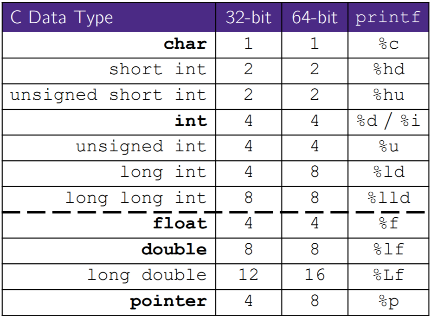 C Data Type 32-bit 64-bit printf
char 1 1 %c
short int 2 2 %hd
unsigned short int 2 2 %hu
int 4 4 %d / %i
unsigned int 4 4 %u
long int 4 8 %ld
long long int 8 8 %lld
float 4 4 %f
double 8 8 %lf
long double 12 16 %Lf
pointer 4 8 %p